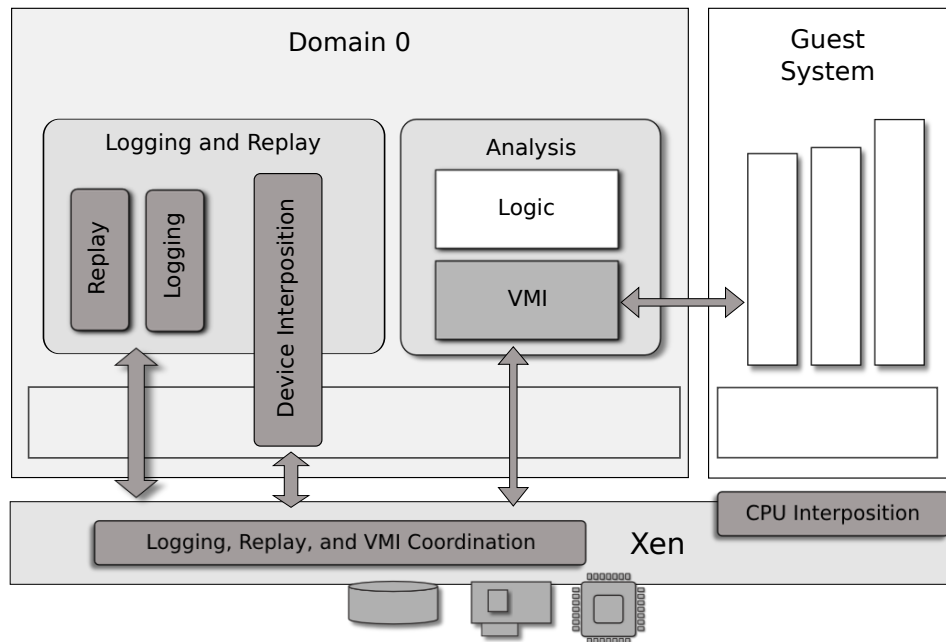 Domain 0
Guest
System
Logging and Replay
Analysis
Replay
Logging
Device Interposition
Logic
VMI
CPU Interposition
Logging, Replay, and VMI Coordination
Xen